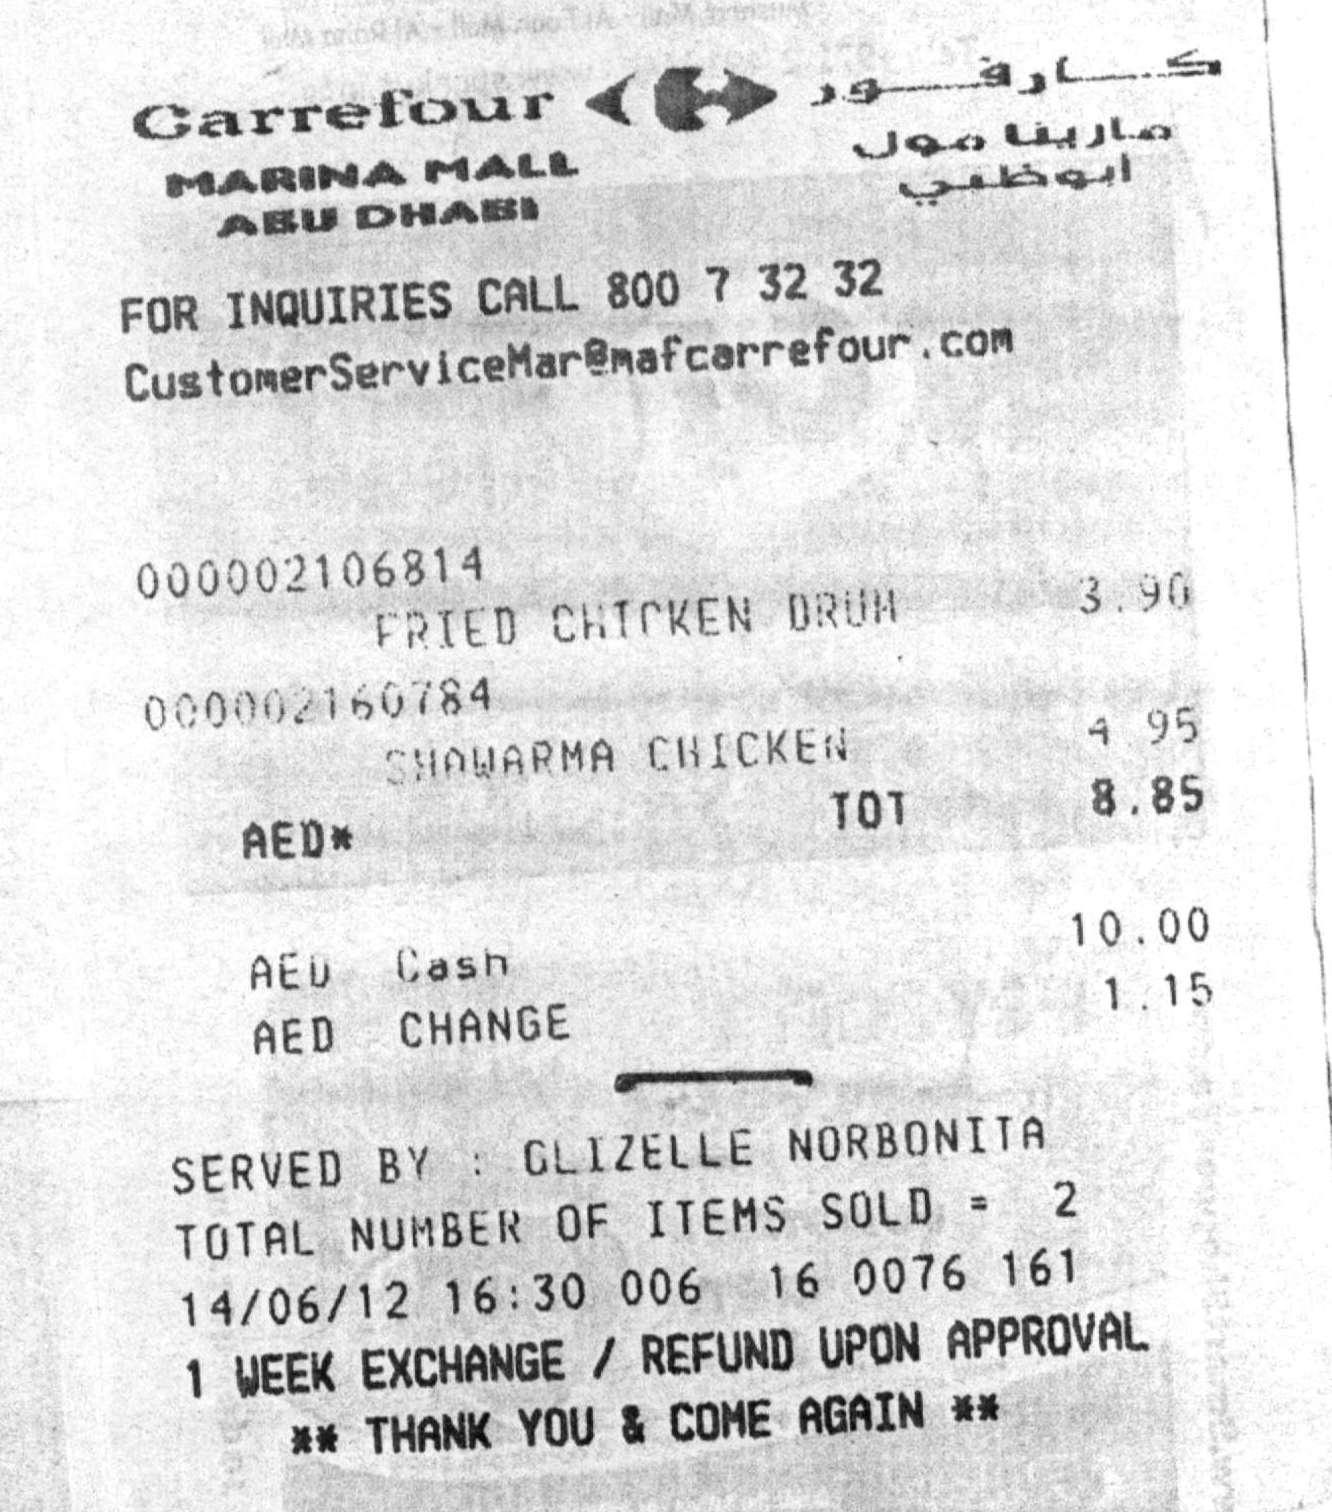 Carrefour كارفور
MARINA MALL مارينا مول
ABU DHABI ابوظبي
FOR INQUIRIES CALL 800 7 32 32
CustomerServiceMar@mafcarrefour.com
000002106814
FRIED CHICKEN DRUM 3.90
000002160784
SHAWARMA CHICKEN 4 95
AED* TOT 8.85
AED Cash 10.00
AED CHANGE 1.15
SERVED BY : GLIZELLE NORBONITA
TOTAL NUMBER OF ITEMS SOLD = 2
14/06/12 16:30 006 16 0076 161
1 WEEK EXCHANGE / REFUND UPON APPROVAL
** THANK YOU & COME AGAIN **